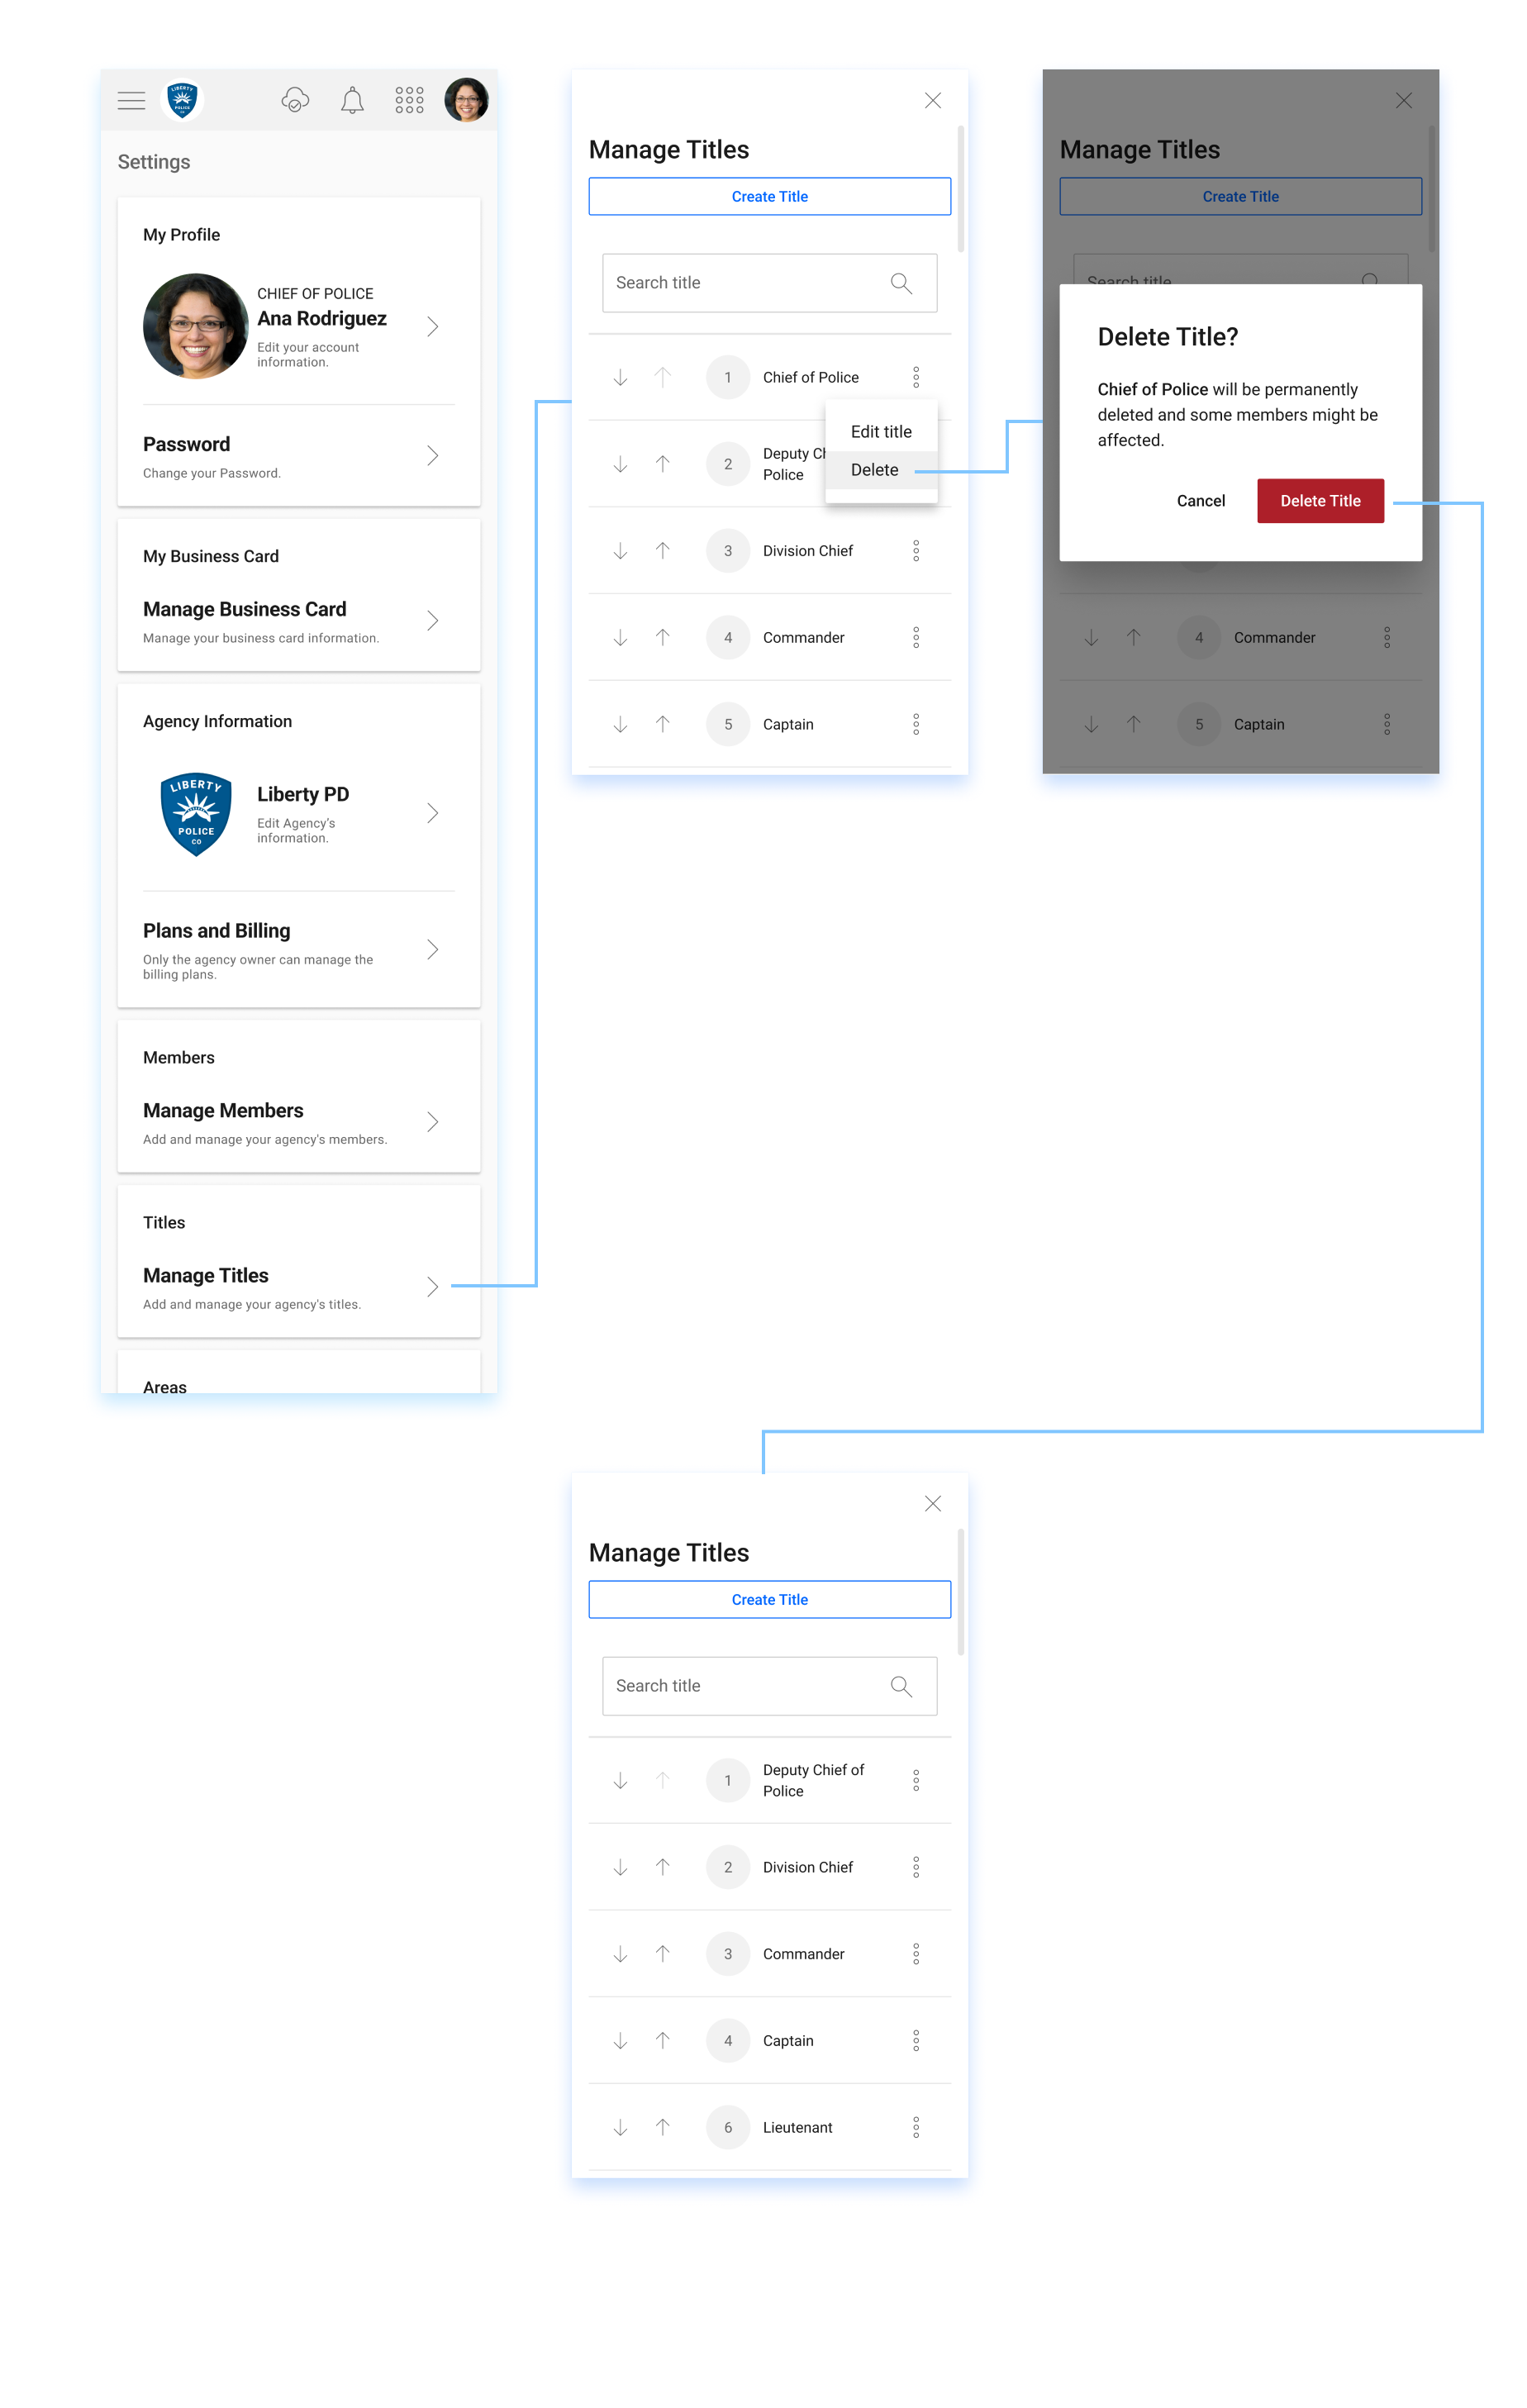 LIBERTY
POLICE
CO
Settings
My Profile
CHIEF OF POLICE
Ana Rodriguez
Edit your account
information.
Password
Change your Password.
My Business Card
Manage Business Card
Manage your business card information.
Agency Information
LIBERTY
POLICE
CO
Liberty PD
Edit Agency's
information.
Plans and Billing
Only the agency owner can manage the
billing plans.
Members
Manage Members
Add and manage your agency's members.
Titles
Manage Titles
Add and manage your agency's titles.
Areas
Manage Titles
Create Title
Search title
1 Chief of Police
Edit title
Delete
2 Deputy Ch
Police
3 Division Chief
4 Commander
5 Captain
Manage Titles
Create Title
Search title
Delete Title?
Chief of Police will be permanently
deleted and some members might be
affected.
Cancel Delete Title
4 Commander
5 Captain
Manage Titles
Create Title
Search title
1 Deputy Chief of
Police
2 Division Chief
3 Commander
4 Captain
6 Lieutenant